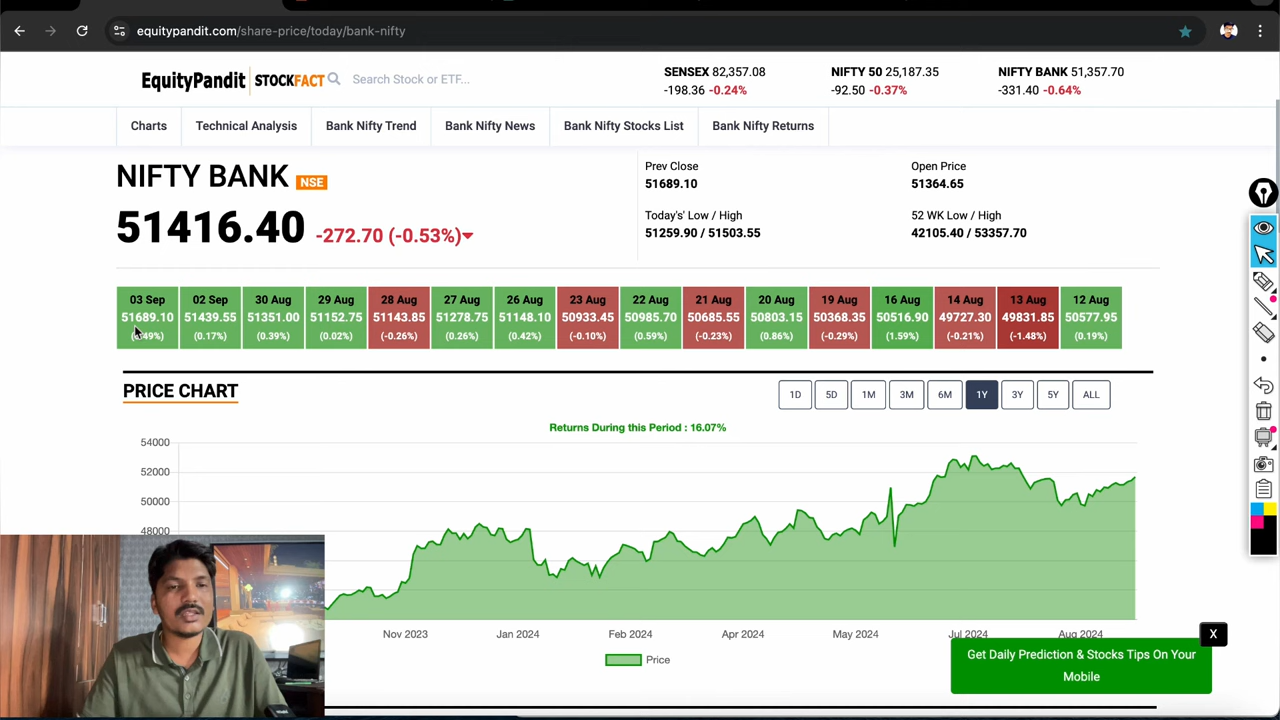 equitypandit.com/share-price/today/bank-nifty
EquityPandit STOCKFACT
Search Stock or ETF...
SENSEX 82,357.08
-198.36 -0.24%
NIFTY 50 25,187.35
-92.50 -0.37%
NIFTY BANK 51,357.70
-331.40 -0.64%
Charts
Technical Analysis
Bank Nifty Trend
Bank Nifty News
Bank Nifty Stocks List
Bank Nifty Returns
NIFTY BANK NSE
51416.40 -272.70 (-0.53%)
Prev Close
51689.10
Open Price
51364.65
Today's' Low / High
51259.90 / 51503.55
52 WK Low / High
42105.40 / 53357.70
03 Sep
51689.10
02 Sep
51439.55
(0.17%)
30 Aug
51351.00
(0.39%)
29 Aug
51152.75
(0.02%)
28 Aug
51143.85
(-0.26%)
27 Aug
51278.75
(0.26%)
26 Aug
51148.10
(0.42%)
23 Aug
50933.45
(-0.10%)
22 Aug
50985.70
(0.59%)
21 Aug
50685.55
(-0.23%)
20 Aug
50803.15
(0.86%)
19 Aug
50368.35
(-0.29%)
16 Aug
50516.90
(1.59%)
14 Aug
49727.30
(-0.21%)
13 Aug
49831.85
(-1.48%)
12 Aug
50577.95
(0.19%)
PRICE CHART
1D
5D
1M
3M
6M
1Y
3Y
5Y
ALL
Returns During this Period : 16.07%
54000
52000
50000
48000
Nov 2023
Jan 2024
Feb 2024
Apr 2024
May 2024
Jul 2024
Aug 2024
Price
X
Get Daily Prediction & Stocks Tips On Your
Mobile